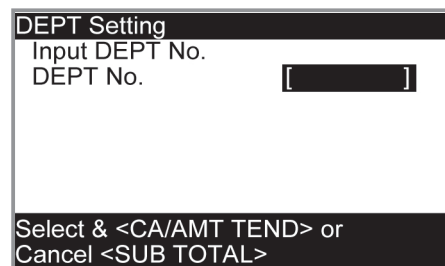 DEPT Setting
Input DEPT No.
DEPT No. [ ]
Select & <CA/AMT TEND> or
Cancel <SUB TOTAL>